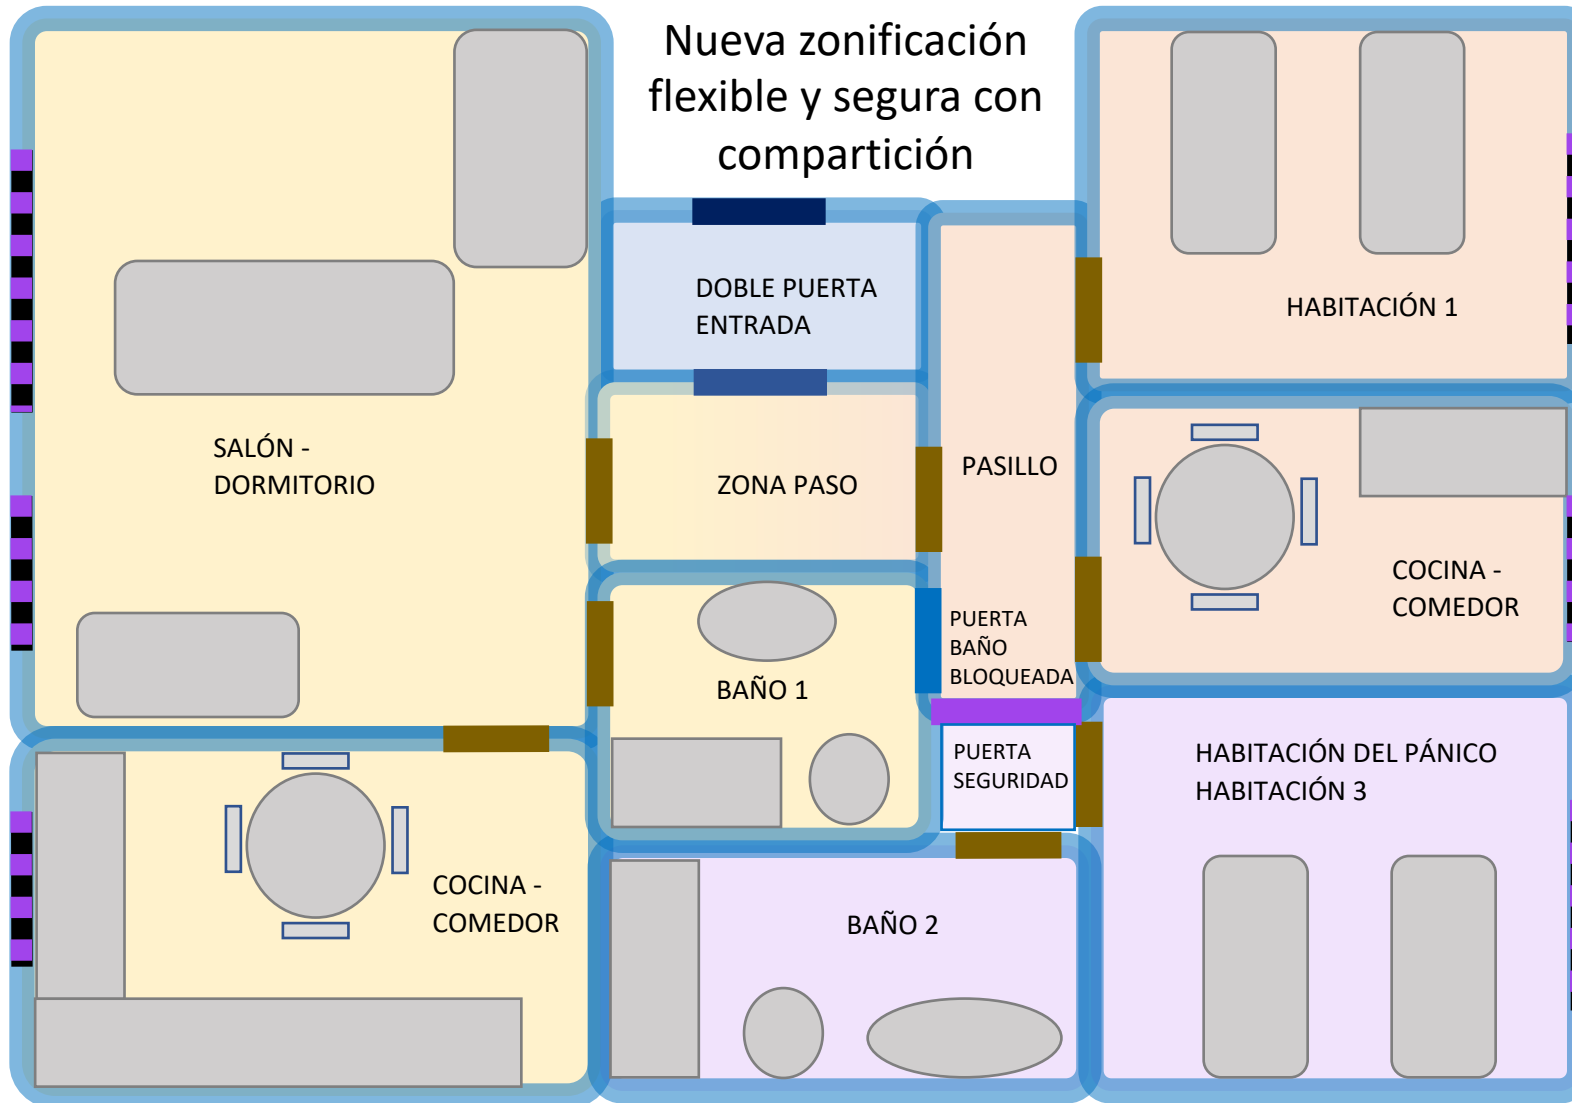 Nueva zonificación
flexible y segura con
compartición
DOBLE PUERTA
ENTRADA
HABITACIÓN 1
SALÓN -
DORMITORIO
ZONA PASO
PASILLO
COCINA -
COMEDOR
PUERTA
BAÑO
BLOQUEADA
BAÑO 1
PUERTA
SEGURIDAD
HABITACIÓN DEL PÁNICO
HABITACIÓN 3
COCINA -
COMEDOR
BAÑO 2